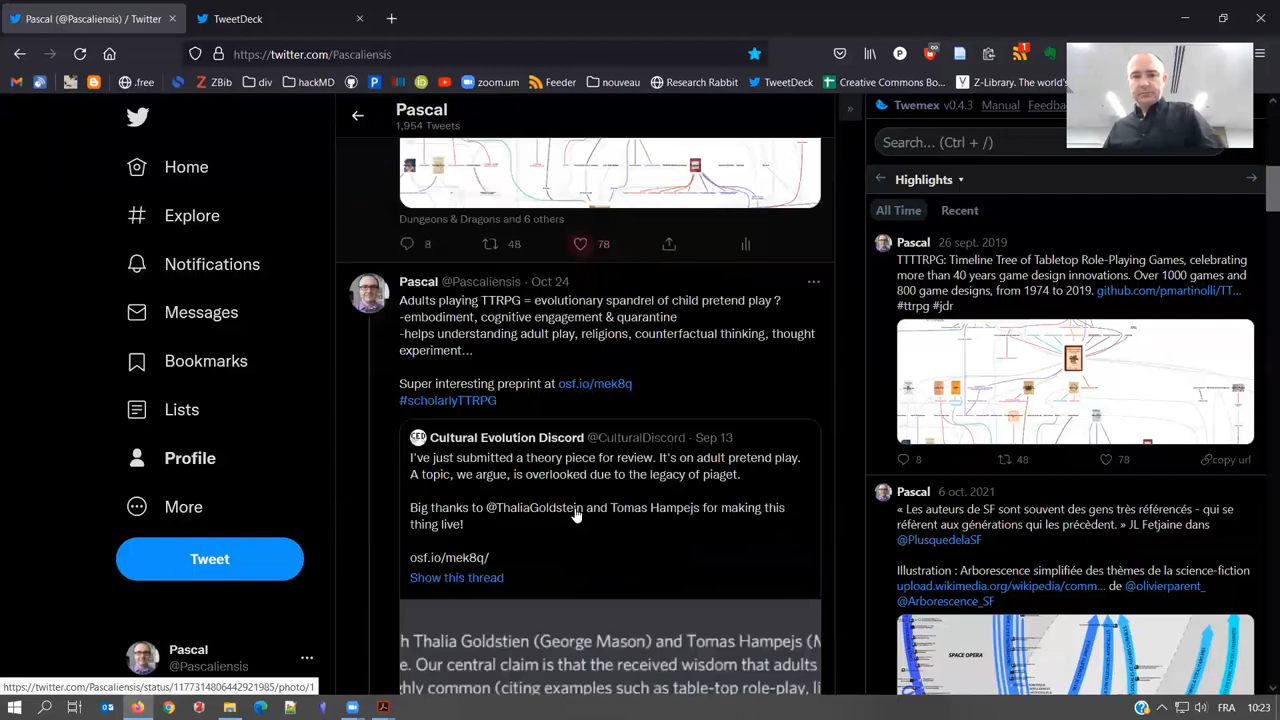 Pascal (@Pascaliensis) / Twitter
TweetDeck
https://twitter.com/Pascaliensis
.free
ZBib
div
hackMD
zoom.um
Feeder
nouveau
Research Rabbit
TweetDeck
Creative Commons Bo...
Z-Library. The world's
Home
Explore
Notifications
Messages
Bookmarks
Lists
Profile
More
Tweet
Pascal
@Pascaliensis
https://twitter.com/Pascaliensis/status/1177314806442921985/photo/1
Pascal
1,954 Tweets
Dungeons & Dragons and 6 others
8 48 78
Pascal @Pascaliensis · Oct 24
Adults playing TTRPG = evolutionary spandrel of child pretend play ?
-embodiment, cognitive engagement & quarantine
-helps understanding adult play, religions, counterfactual thinking, thought
experiment...
Super interesting preprint at osf.io/mek8q
#scholarlyTTRPG
Cultural Evolution Discord @CulturalDiscord · Sep 13
I've just submitted a theory piece for review. It's on adult pretend play.
A topic, we argue, is overlooked due to the legacy of piaget.
Big thanks to @ThaliaGoldstein and Tomas Hampejs for making this
thing live!
osf.io/mek8q/
Show this thread
h Thalia Goldstien (George Mason) and Tomas Hampejs (M
e. Our central claim is that the received wisdom that adults
hly common citing examples such as table-top role-play, li
Twemex v0.4.3 Manual Feedba
Search... (Ctrl + /)
Highlights
All Time Recent
Pascal 26 sept. 2019
TTTTRPG: Timeline Tree of Tabletop Role-Playing Games, celebrating
more than 40 years game design innovations. Over 1000 games and
800 game designs, from 1974 to 2019. github.com/pmartinolli/TT...
#ttrpg #jdr
8 48 78 copy url
Pascal 6 oct. 2021
« Les auteurs de SF sont souvent des gens très référencés - qui se
réfèrent aux générations qui les précèdent. » JL Fetjaine dans
@PlusquedelaSF
Illustration : Arborescence simplifiée des thèmes de la science-fiction
upload.wikimedia.org/wikipedia/comm... de @olivierparent_
@Arborescence_SF
SPACE OPERA
FRA
10:23